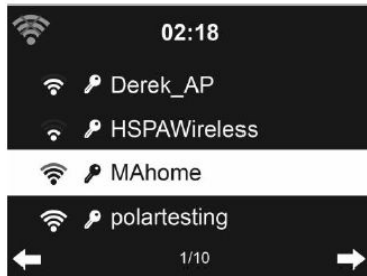 02:18
Derek_AP
HSPAWireless
MAhome
polartesting
1/10